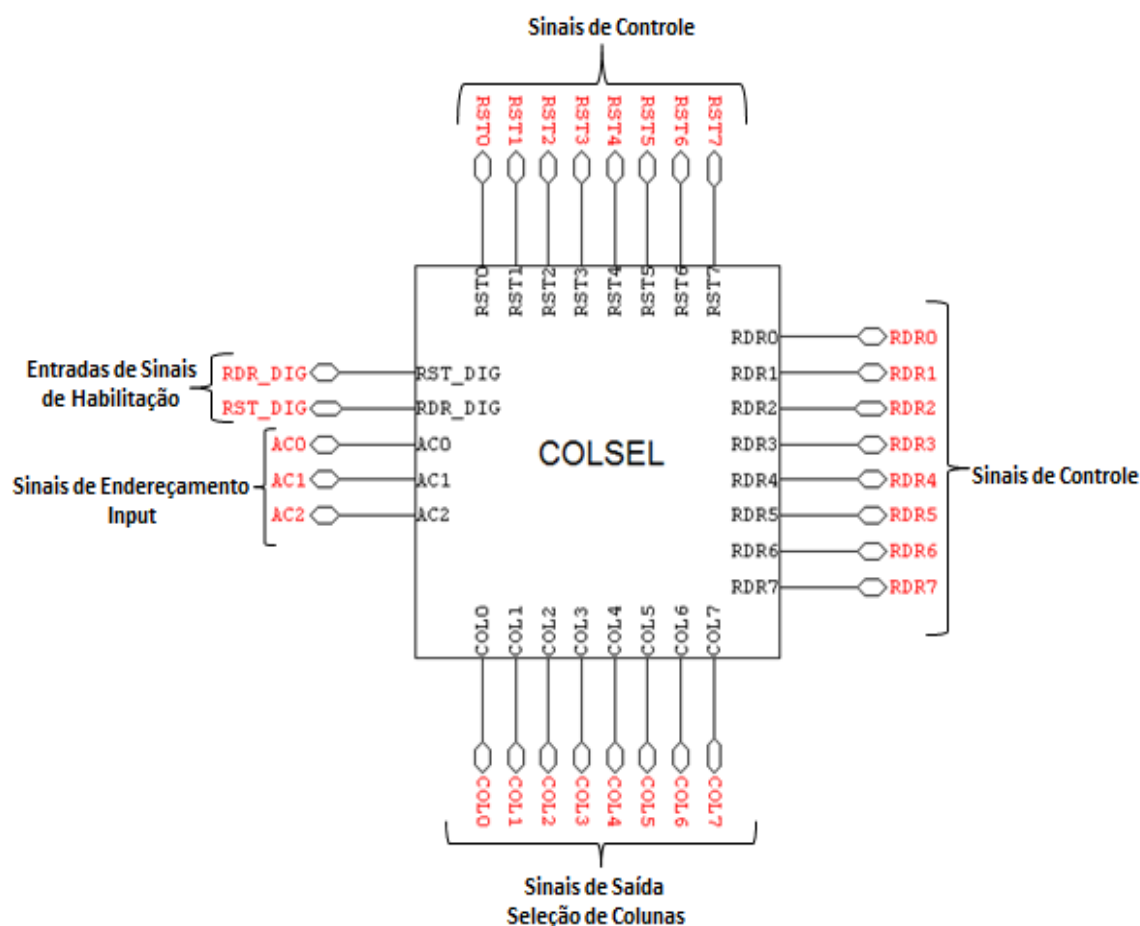 Sinais de Controle
RST0 RST1 RST2 RST3 RST4 RST5 RST6 RST7
RST0 RST1 RST2 RST3 RST4 RST5 RST6 RST7
Entradas de Sinais
de Habilitação
RDR_DIG RST_DIG
RST_DIG RDR_DIG
Sinais de Endereçamento
Input
AC0 AC0
AC1 AC1
AC2 AC2
COLSEL
RDR0 RDR0
RDR1 RDR1
RDR2 RDR2
RDR3 RDR3
RDR4 RDR4
RDR5 RDR5
RDR6 RDR6
RDR7 RDR7
Sinais de Controle
COL0 COL1 COL2 COL3 COL4 COL5 COL6 COL7
COL0 COL1 COL2 COL3 COL4 COL5 COL6 COL7
Sinais de Saída
Seleção de Colunas